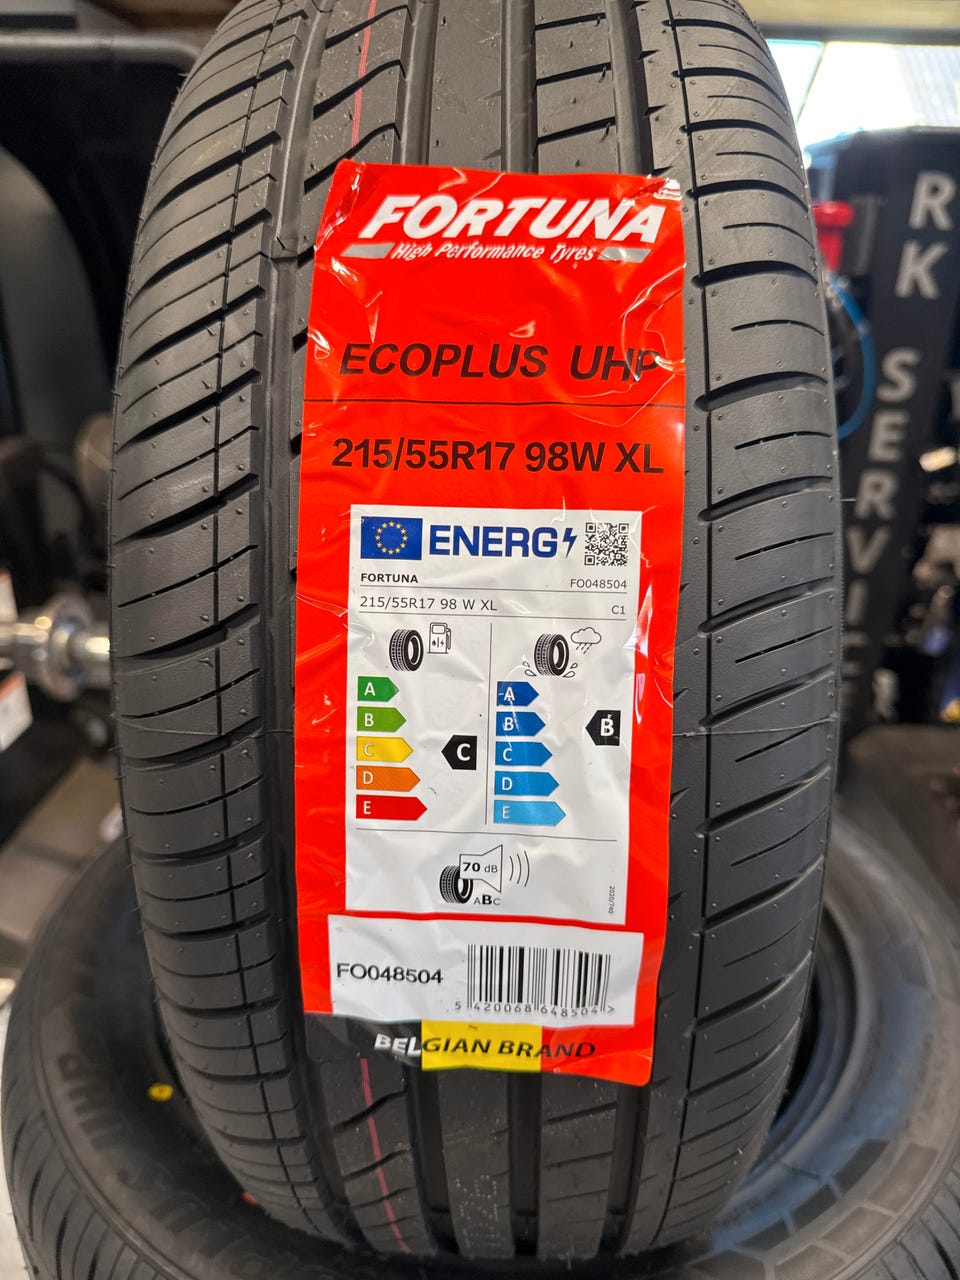 FORTUNA
High Performance Tyres
ECOPLUS UHP
215/55R17 98W XL
ENERG
FORTUNA FO048504
215/55R17 98 W XL C1
A
B
C
D
E
C
A
B
C
D
E
B
70 dB
ABC
2020/740
FO048504
5 420068 648504 >
BELGIAN BRAND
RK SERVICE